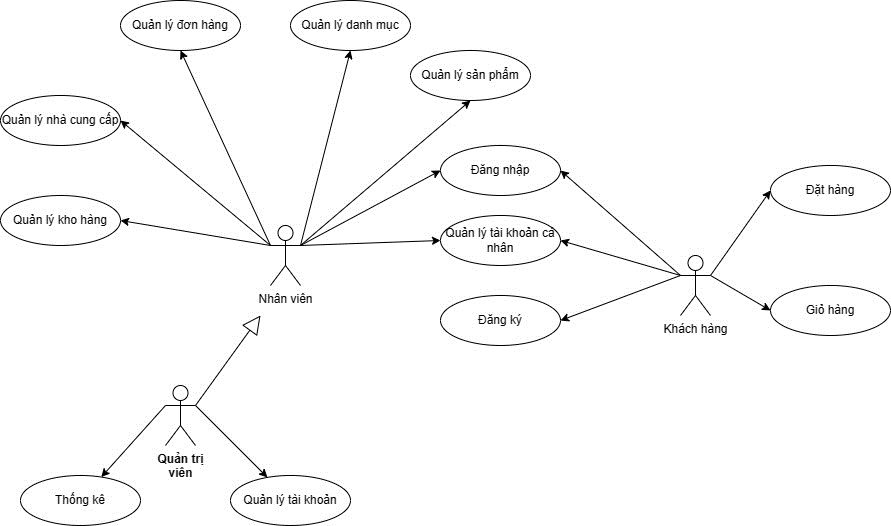 Quản lý đơn hàng
Quản lý danh mục
Quản lý sản phẩm
Quản lý nhà cung cấp
Đăng nhập
Đặt hàng
Quản lý kho hàng
Quản lý tài khoản cá
nhân
Nhân viên
Đăng ký
Khách hàng
Giỏ hàng
Quản trị
viên
Thống kê
Quản lý tài khoản